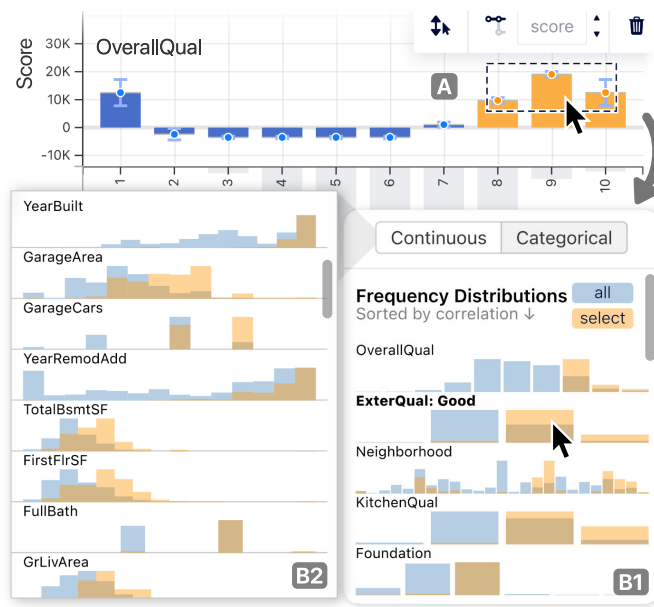 score
Score
OverallQual
30K
20K
10K
0
-10K
A
1 2 3 4 5 6 7 8 9 10
YearBuilt
GarageArea
GarageCars
YearRemodAdd
TotalBsmtSF
FirstFlrSF
FullBath
GrLivArea
B2
Continuous Categorical
Frequency Distributions all
Sorted by correlation ↓ select
OverallQual
ExterQual: Good
Neighborhood
KitchenQual
Foundation
B1